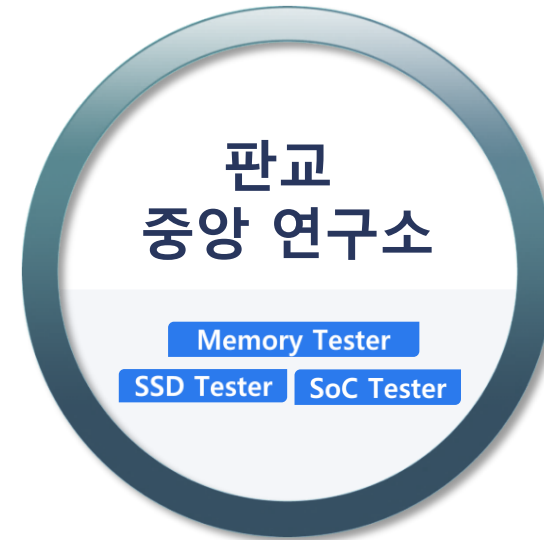 판교
중앙 연구소
Memory Tester
SSD Tester SoC Tester